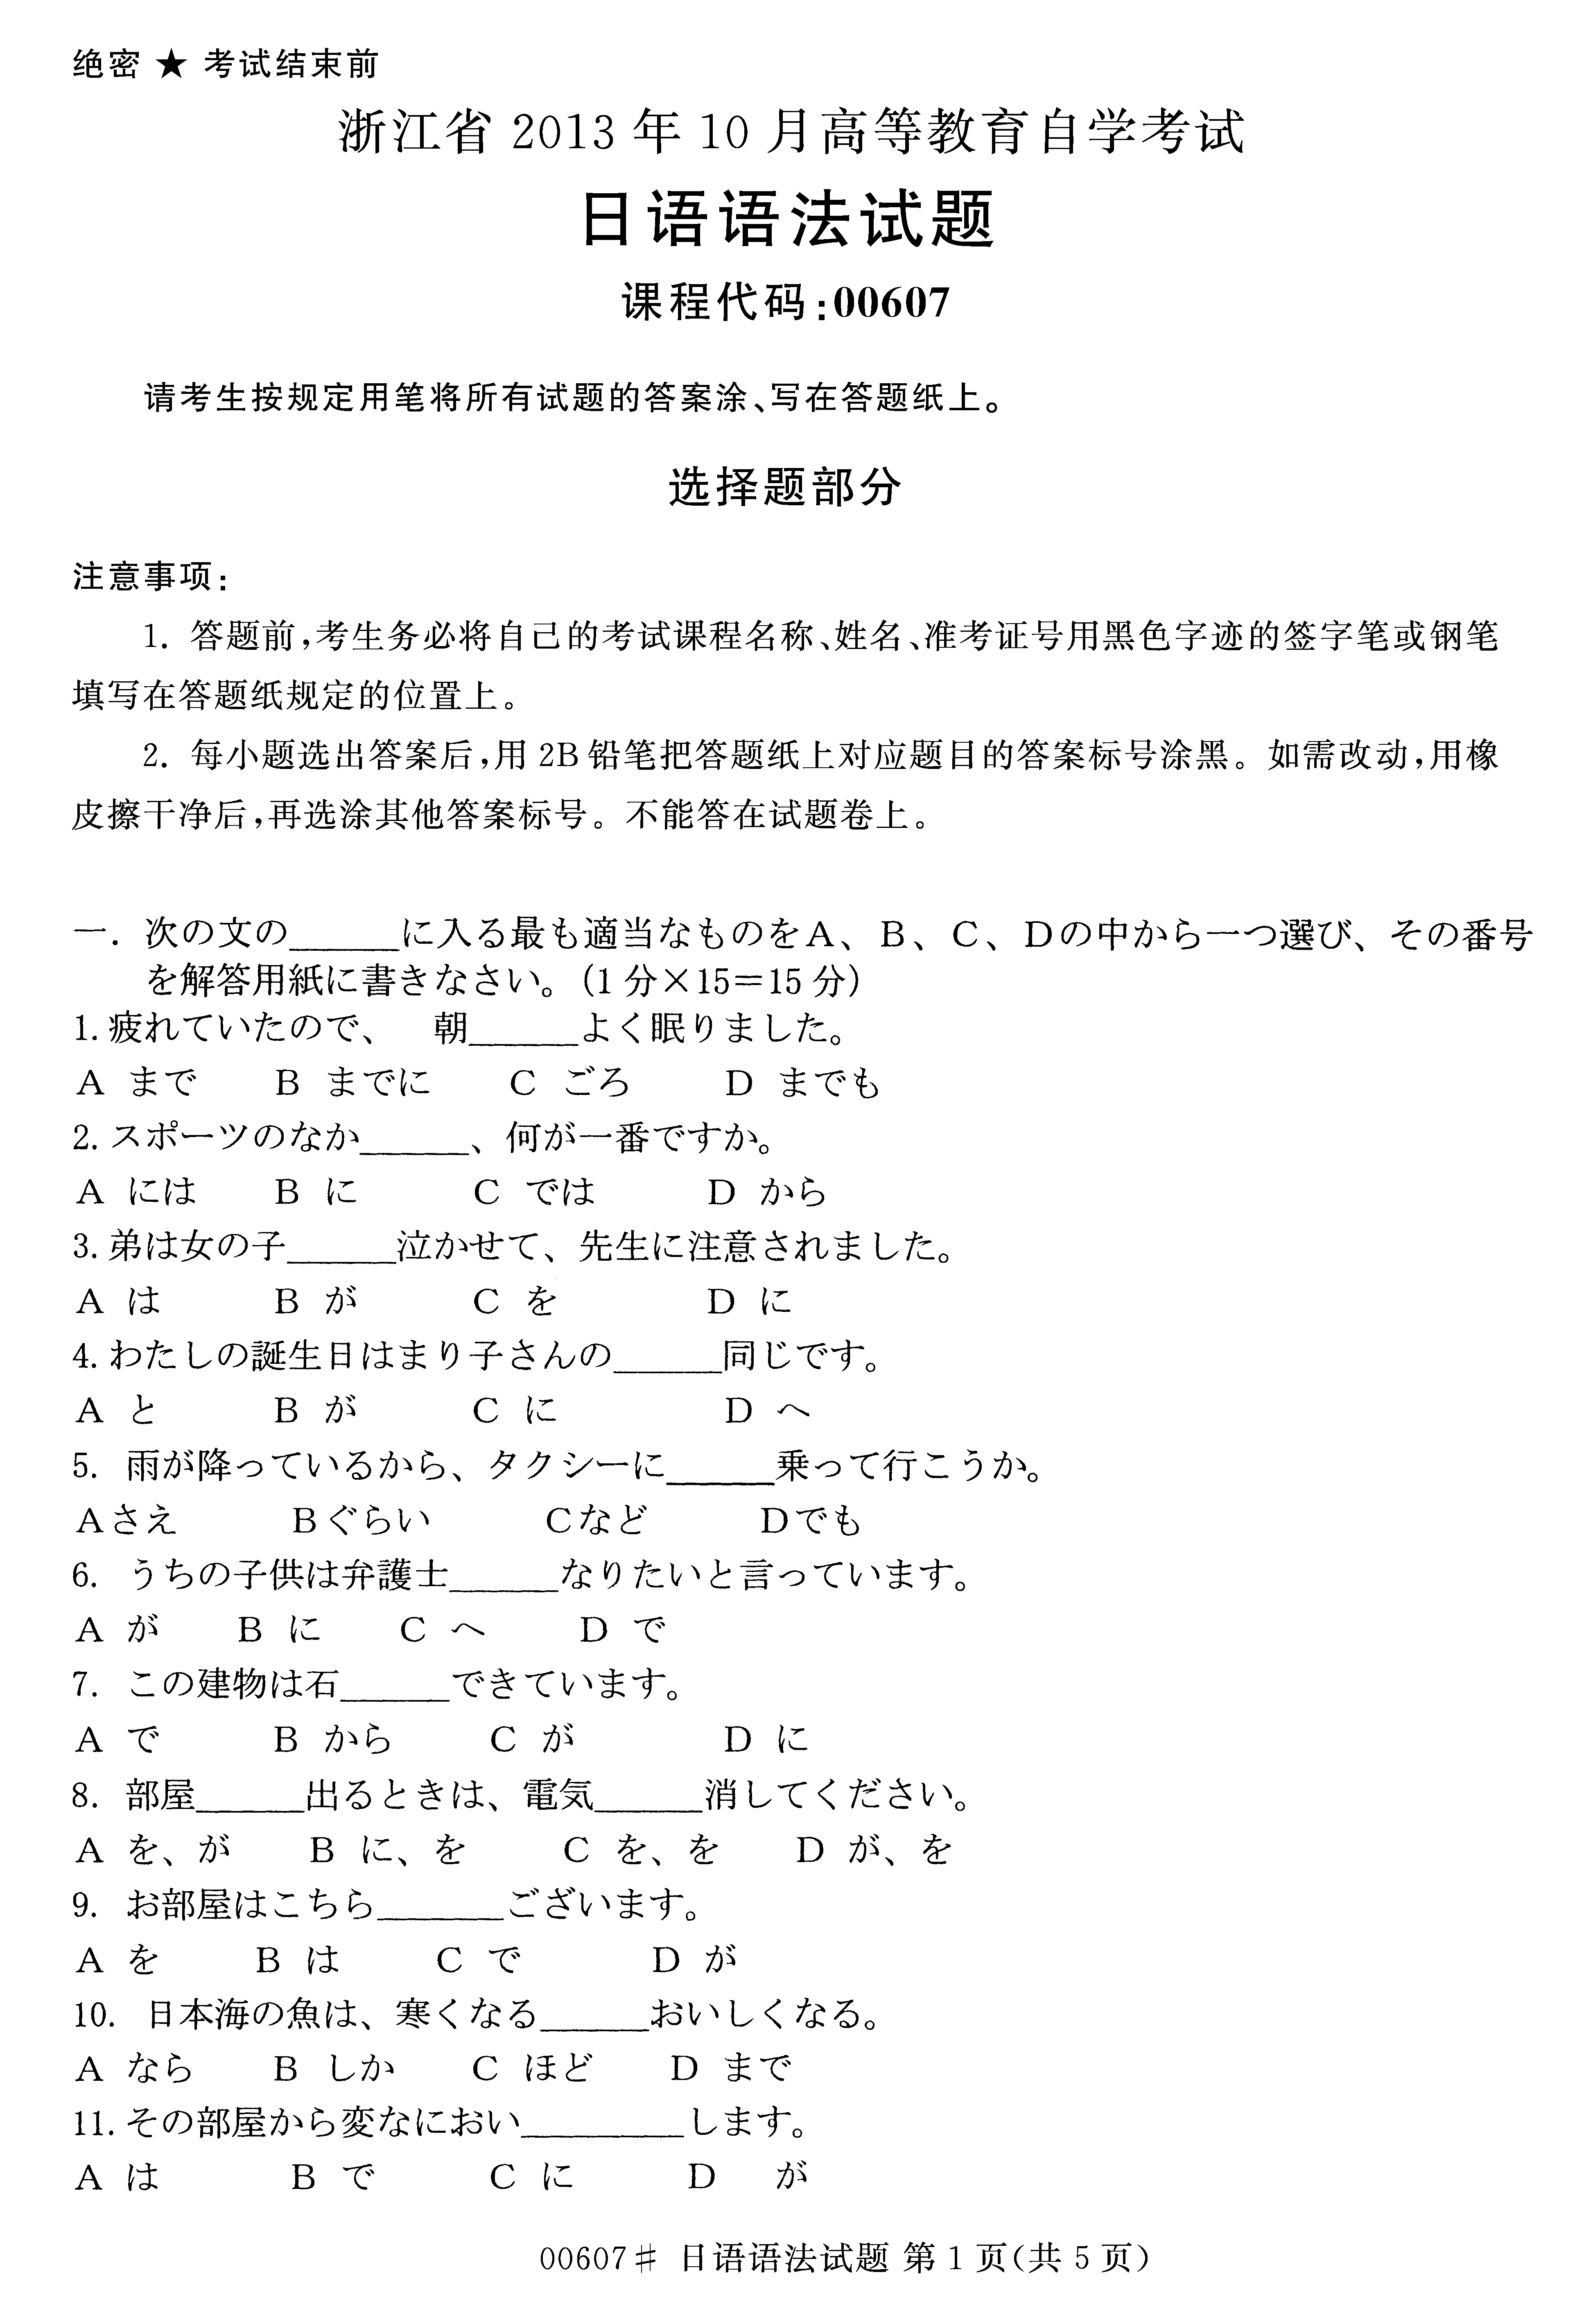 绝密 ★ 考试结束前
浙江省 2013 年 10 月高等教育自学考试
日语语法试题
课程代码:00607
请考生按规定用笔将所有试题的答案涂、写在答题纸上。
选择题部分
注意事项:
1. 答题前,考生务必将自己的考试课程名称、姓名、准考证号用黑色字迹的签字笔或钢笔
填写在答题纸规定的位置上。
2. 每小题选出答案后,用 2B 铅笔把答题纸上对应题目的答案标号涂黑。如需改动,用橡
皮擦干净后,再选涂其他答案标号。不能答在试题卷上。
一. 次の文の______に入る最も適当なものをA、B、C、Dの中から一つ選び、その番号
を解答用紙に書きなさい。(1 分×15=15 分)
1.疲れていたので、 朝______よく眠りました。
A まで B までに C ごろ D までも
2.スポーツのなか______、何が一番ですか。
A には B に C では D から
3.弟は女の子______泣かせて、先生に注意されました。
A は B が C を D に
4.わたしの誕生日はまり子さんの______同じです。
A と B が C に D へ
5. 雨が降っているから、タクシーに______乗って行こうか。
Aさえ Bぐらい Cなど Dでも
6. うちの子供は弁護士______なりたいと言っています。
A が B に C へ D で
7. この建物は石______できています。
A で B から C が D に
8. 部屋______出るときは、電気______消してください。
A を、が B に、を C を、を D が、を
9. お部屋はこちら_______ございます。
A を B は C で D が
10. 日本海の魚は、寒くなる______おいしくなる。
A なら B しか C ほど D まで
11.その部屋から変なにおい_________します。
A は B で C に D が
00607# 日语语法试题 第 1 页(共 5 页)